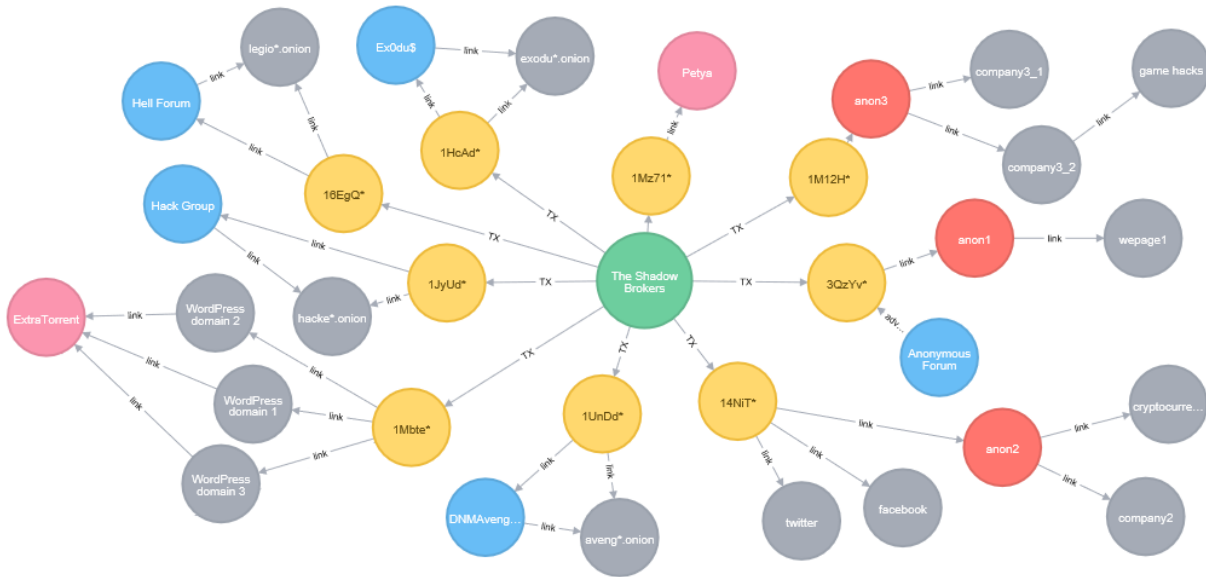 legio*.onion
link
Hell Forum
link
link
16EgQ*
TX
Ex0du$
link
exodu*.onion
link
link
1HcAd*
TX
Petya
link
1Mz71*
anon3
link
company3_1
link
company3_2
link
game hacks
1M12H*
TX
Hack Group
link
link
1JyUd*
link
hacke*.onion
TX
The Shadow
Brokers
TX
3QzYv*
link
anon1
link
wepage1
adv...
Anonymous
Forum
ExtraTorrent
link
WordPress
domain 2
link
link
WordPress
domain 1
link
link
WordPress
domain 3
link
1Mbte*
TX
TX
1UnDd*
link
link
DNMAveng...
link
aveng*.onion
TX
14NiT*
link
link
link
twitter
facebook
anon2
link
cryptocurre...
link
company2